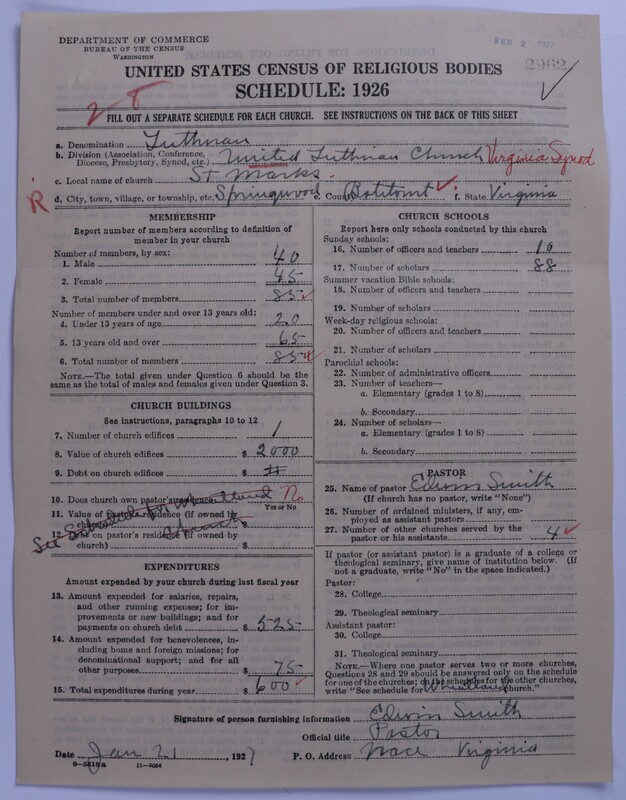 DEPARTMENT OF COMMERCE
BUREAU OF THE CENSUS
WASHINGTON
FEB 2 1927
2962
UNITED STATES CENSUS OF RELIGIOUS BODIES
SCHEDULE: 1926
FILL OUT A SEPARATE SCHEDULE FOR EACH CHURCH. SEE INSTRUCTIONS ON THE BACK OF THIS SHEET
a. Denomination Lutheran
b. Division (Association, Conference, Diocese, Presbytery, Synod, etc.) United Lutheran Church Virginia Synod
c. Local name of church St Marks
R
d. City, town, village, or township, etc. Springwood e. County Botitourt f. State Virginia
MEMBERSHIP
Report number of members according to definition of
member in your church
Number of members, by sex:
1. Male 40
2. Female 45
3. Total number of members 85
Number of members under and over 13 years old:
4. Under 13 years of age 20
5. 13 years old and over 65
6. Total number of members 85
NOTE.—The total given under Question 6 should be
the same as the total of males and females given under Question 3.
CHURCH BUILDINGS
See instructions, paragraphs 10 to 12
7. Number of church edifices 1
8. Value of church edifices $ 2000
9. Debt on church edifices $
10. Does church own pastor's residence? No
Yes or No
11. Value of pastor's residence (if owned by
church) $
12. Debt on pastor's residence (if owned by
church) $
See Schedule for Wheatland Church
EXPENDITURES
Amount expended by your church during last fiscal year
13. Amount expended for salaries, repairs,
and other running expenses; for im-
provements or new buildings; and for
payments on church debt $ 525
14. Amount expended for benevolences, in-
cluding home and foreign missions; for
denominational support; and for all
other purposes $ 75
15. Total expenditures during year $ 600
CHURCH SCHOOLS
Report here only schools conducted by this church
Sunday schools:
16. Number of officers and teachers 10
17. Number of scholars 88
Summer vacation Bible schools:
18. Number of officers and teachers
19. Number of scholars
Week-day religious schools:
20. Number of officers and teachers
21. Number of scholars
Parochial schools:
22. Number of administrative officers
23. Number of teachers—
a. Elementary (grades 1 to 8)
b. Secondary
24. Number of scholars—
a. Elementary (grades 1 to 8)
b. Secondary
PASTOR
25. Name of pastor Edwin Smith
(If church has no pastor, write "None")
26. Number of ordained ministers, if any, em-
ployed as assistant pastors
27. Number of other churches served by the
pastor or his assistants 4
If pastor (or assistant pastor) is a graduate of a college or
theological seminary, give name of institution below. (If
not a graduate, write "No" in the space indicated.)
Pastor:
28. College
29. Theological seminary
Assistant pastor:
30. College
31. Theological seminary
NOTE.—Where one pastor serves two or more churches,
Questions 28 and 29 should be answered only on the schedule
for one of the churches; on the schedules for the other churches,
write "See schedule for Wheatland church."
Signature of person furnishing information Edwin Smith
Official title Pastor
Date Jan 21, 1927 P. O. Address Nace Virginia
8-5518a 11-9084